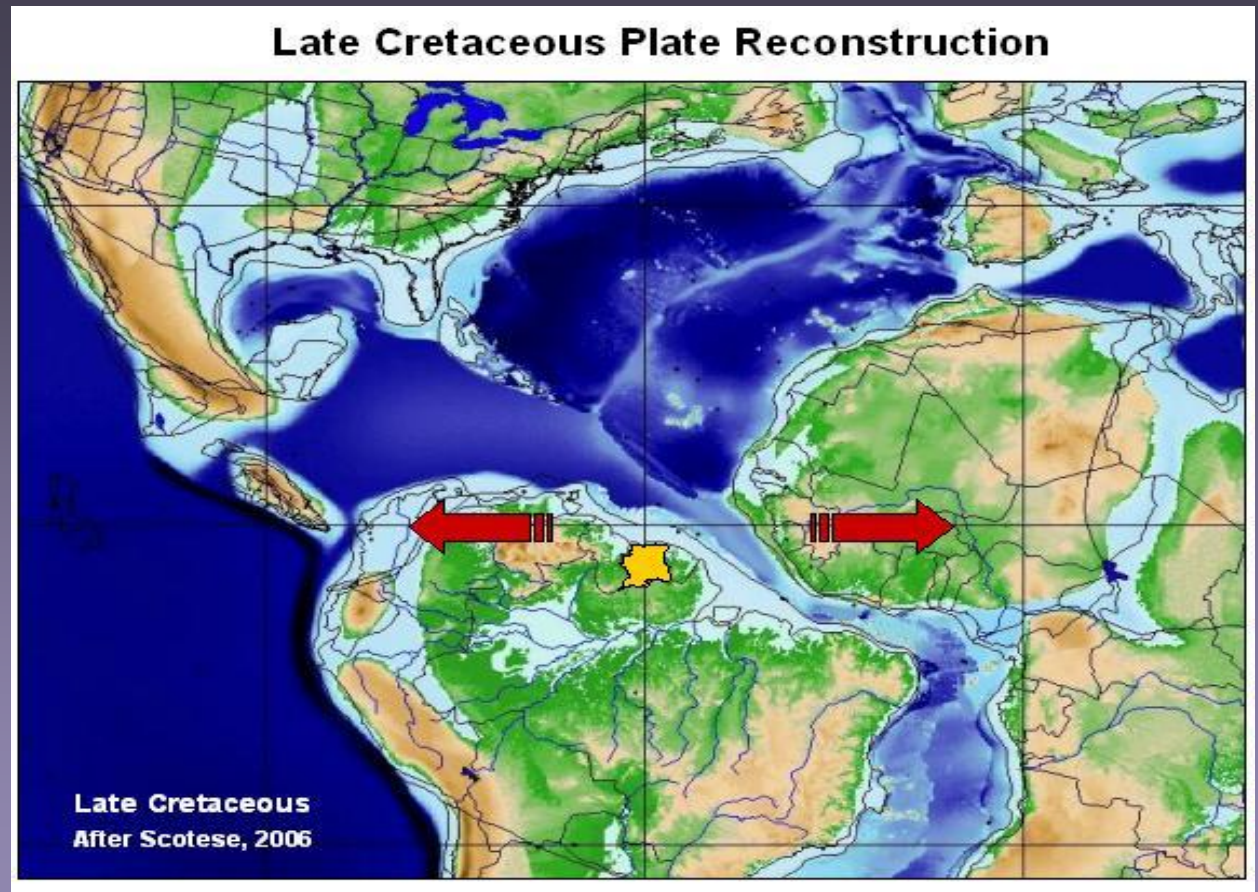 Late Cretaceous Plate Reconstruction
Late Cretaceous
After Scotese, 2006